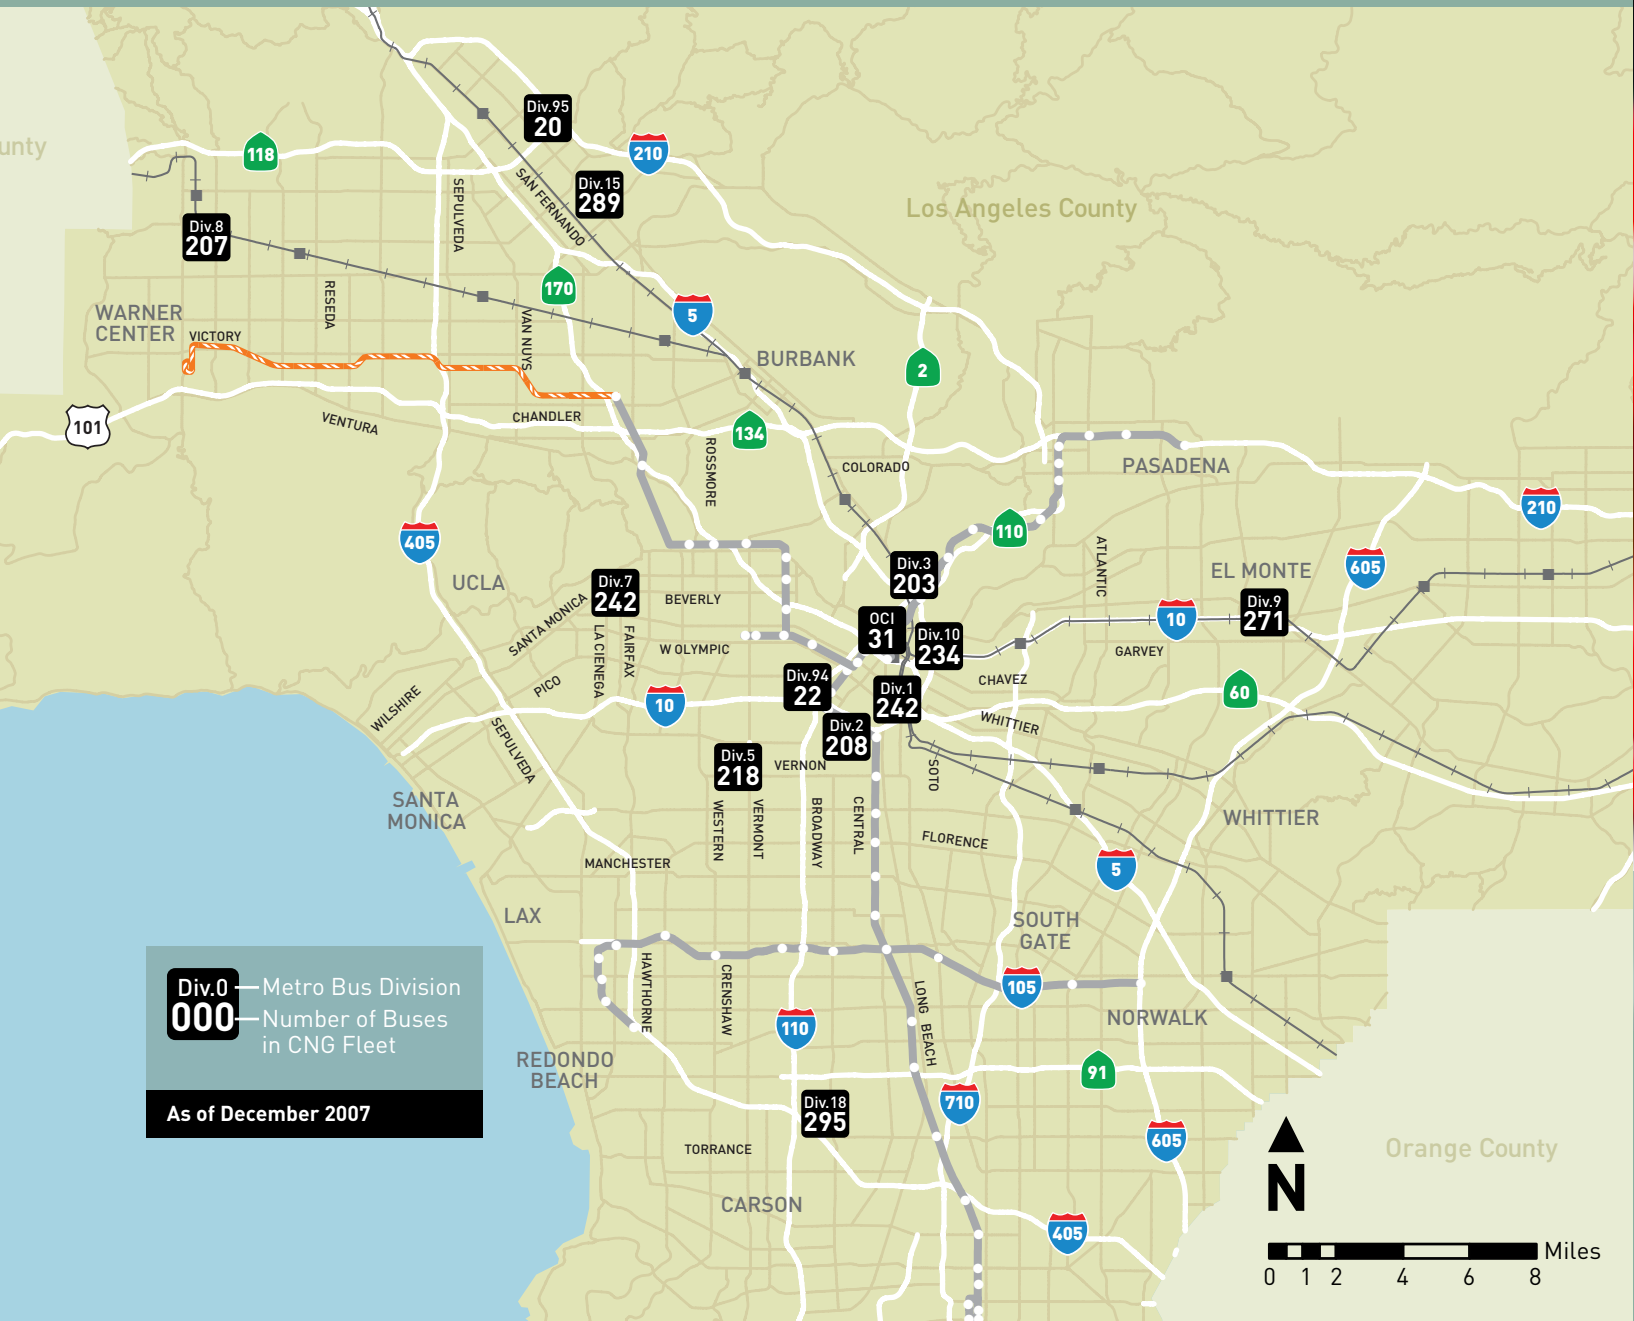 unty
118
Div.95
20
210
Div.15
289
SAN FERNANDO
SEPULVEDA
Los Angeles County
Div.8
207
170
5
WARNER
CENTER
VICTORY
RESEDA
VAN NUYS
BURBANK
2
101
VENTURA
CHANDLER
134
ROSSMORE
COLORADO
PASADENA
210
405
110
ATLANTIC
EL MONTE
605
UCLA
Div.7
242
BEVERLY
SANTA MONICA
LA CIENEGA
FAIRFAX
W OLYMPIC
Div.3
203
OCI
31
Div.10
234
10
Div.9
271
GARVEY
CHAVEZ
60
WILSHIRE
PICO
10
Div.94
22
Div.1
242
WHITTIER
SEPULVEDA
Div.2
208
Div.5
218
VERNON
SOTO
SANTA
MONICA
WESTERN
VERMONT
BROADWAY
CENTRAL
FLORENCE
WHITTIER
MANCHESTER
5
LAX
SOUTH
GATE
HAWTHORNE
CRENSHAW
LONG BEACH
105
Div.0
000
Metro Bus Division
Number of Buses
in CNG Fleet
As of December 2007
110
NORWALK
REDONDO
BEACH
91
Div.18
295
710
605
TORRANCE
Orange County
N
CARSON
405
Miles
0 1 2 4 6 8